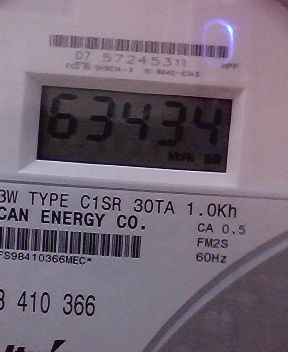 07 57245311
63434
kWh
3W TYPE C1SR 30TA 1.0Kh
CAN ENERGY CO.
CA 0.5
FM2S
FS98410366MEC*
60Hz
410 366